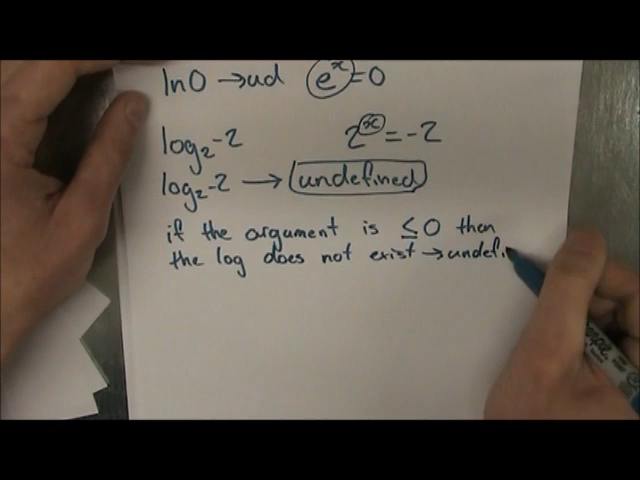 ln0 →ud e^x=0
log₂-2 2^x=-2
log₂-2 → undefined
if the argument is ≤0 then
the log does not exist →undefi